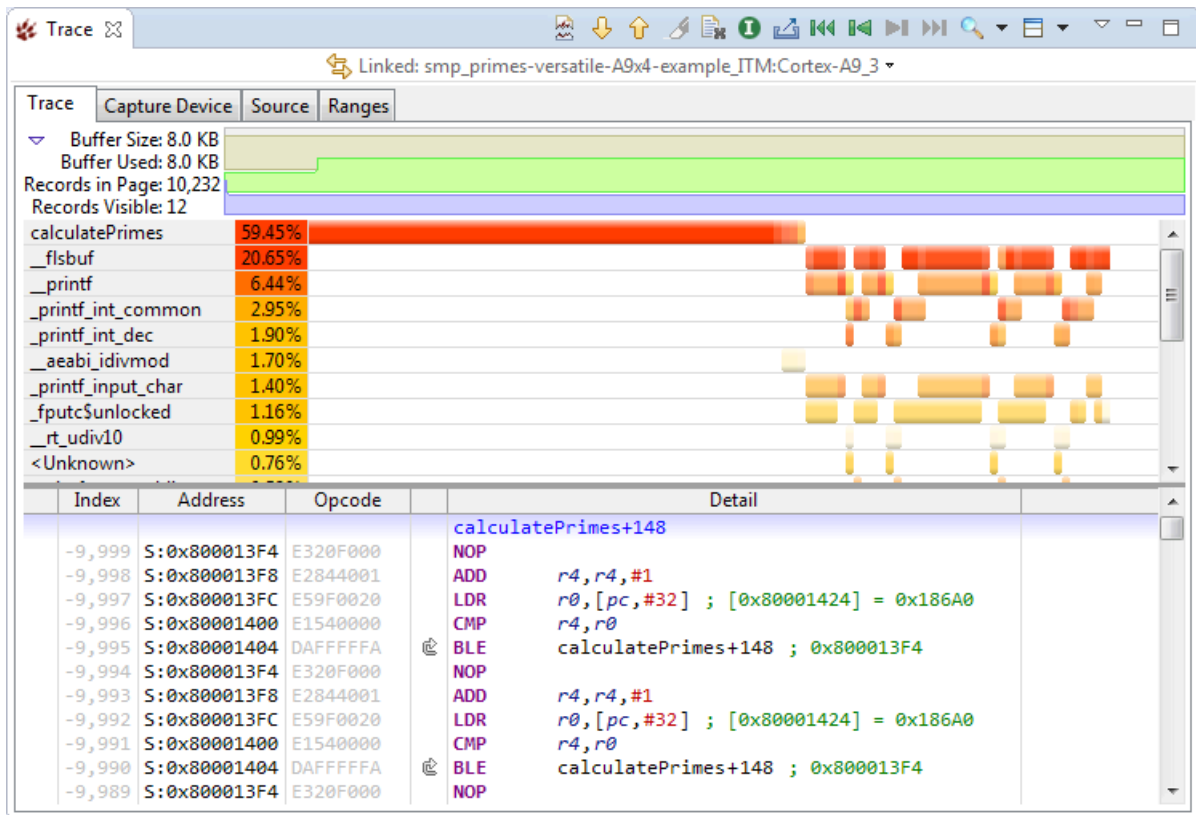 Trace
Linked: smp_primes-versatile-A9x4-example_ITM:Cortex-A9_3
Trace Capture Device Source Ranges
Buffer Size: 8.0 KB
Buffer Used: 8.0 KB
Records in Page: 10,232
Records Visible: 12
calculatePrimes 59.45%
__flsbuf 20.65%
__printf 6.44%
_printf_int_common 2.95%
_printf_int_dec 1.90%
__aeabi_idivmod 1.70%
_printf_input_char 1.40%
_fputc$unlocked 1.16%
__rt_udiv10 0.99%
<Unknown> 0.76%
Index Address Opcode Detail
calculatePrimes+148
-9,999 S:0x800013F4 E320F000 NOP
-9,998 S:0x800013F8 E2844001 ADD r4,r4,#1
-9,997 S:0x800013FC E59F0020 LDR r0,[pc,#32] ; [0x80001424] = 0x186A0
-9,996 S:0x80001400 E1540000 CMP r4,r0
-9,995 S:0x80001404 DAFFFFFA BLE calculatePrimes+148 ; 0x800013F4
-9,994 S:0x800013F4 E320F000 NOP
-9,993 S:0x800013F8 E2844001 ADD r4,r4,#1
-9,992 S:0x800013FC E59F0020 LDR r0,[pc,#32] ; [0x80001424] = 0x186A0
-9,991 S:0x80001400 E1540000 CMP r4,r0
-9,990 S:0x80001404 DAFFFFFA BLE calculatePrimes+148 ; 0x800013F4
-9,989 S:0x800013F4 E320F000 NOP